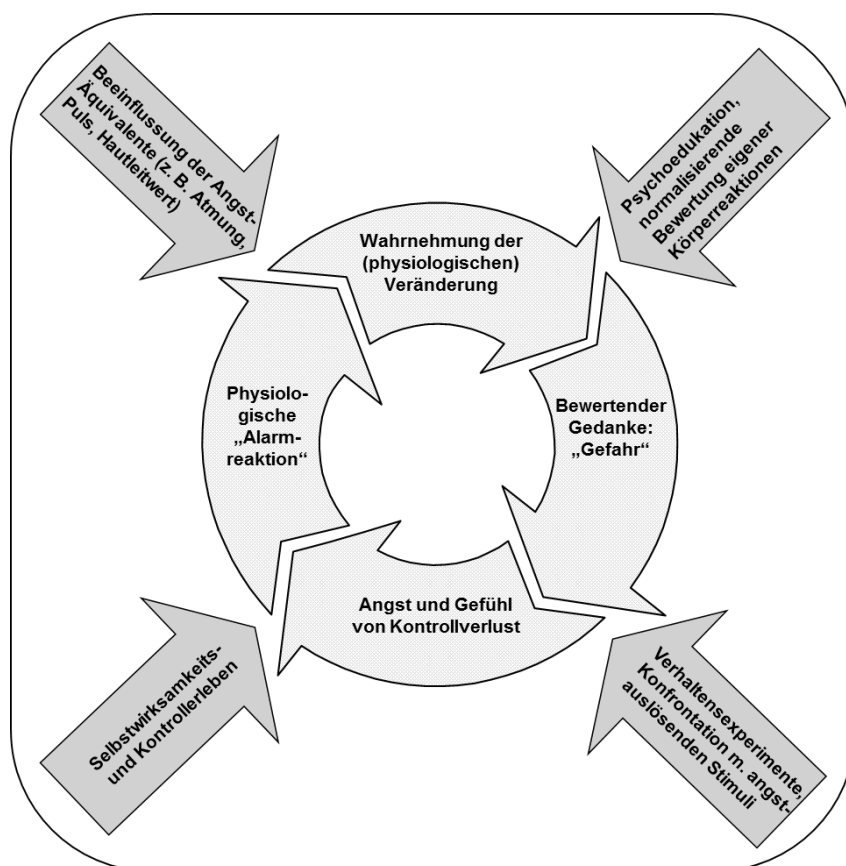 Beeinflussung der Angst-
Äquivalente (z. B. Atmung,
Puls, Hautleitwert)
Psychoedukation,
normalisierende
Bewertung eigener
Körperreaktionen
Wahrnehmung der
(physiologischen)
Veränderung
Physiolo-
gische
„Alarm-
reaktion“
Bewertender
Gedanke:
„Gefahr“
Angst und Gefühl
von Kontrollverlust
Selbstwirksamkeits-
und Kontrollerleben
Verhaltensexperimente,
Konfrontation m. angst-
auslösenden Stimuli